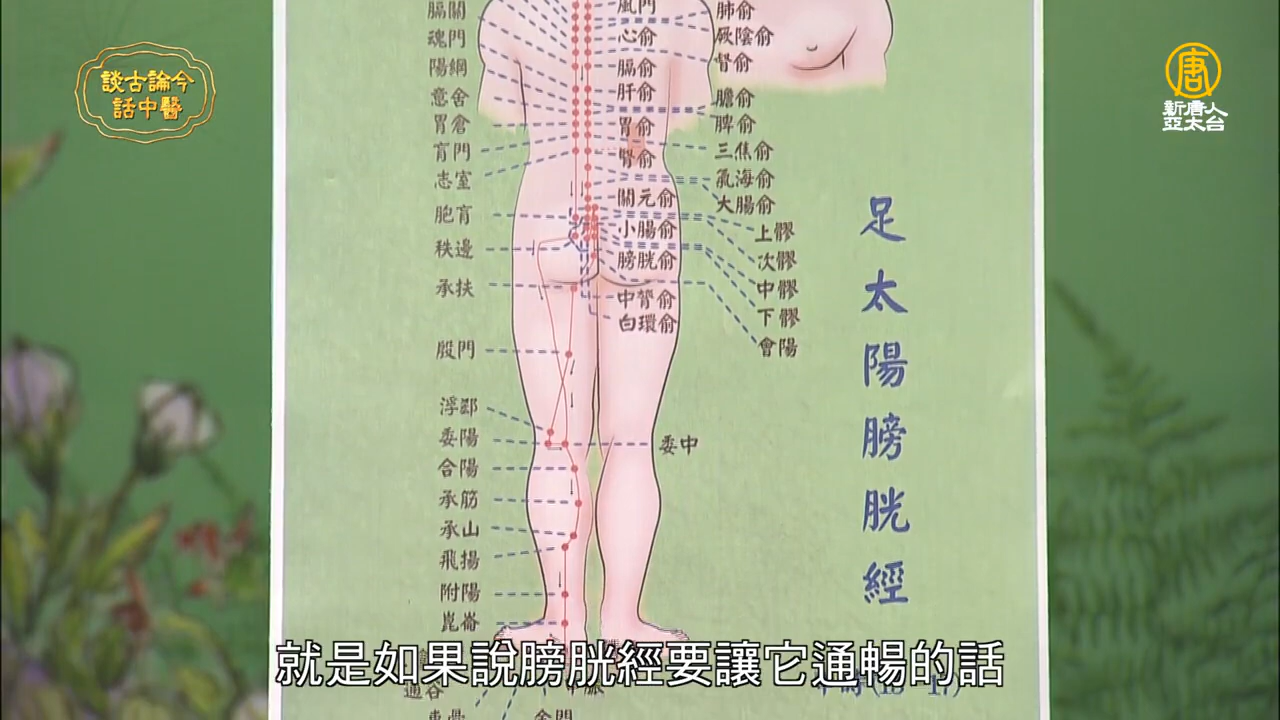 談古論今
話中醫
唐
新唐人
亞太台
膈關
魂門
陽綱
意舍
胃倉
肓門
志室
胞肓
秩邊
承扶
殷門
浮郄
委陽
合陽
承筋
承山
飛揚
附陽
崑崙
通谷
風門
心俞
膈俞
肝俞
胃俞
腎俞
關元俞
小腸俞
膀胱俞
中膂俞
白環俞
肺俞
厥陰俞
督俞
膽俞
脾俞
三焦俞
氣海俞
大腸俞
上髎
次髎
中髎
下髎
會陽
委中
金門
足太陽膀胱經
就是如果說膀胱經要讓它通暢的話